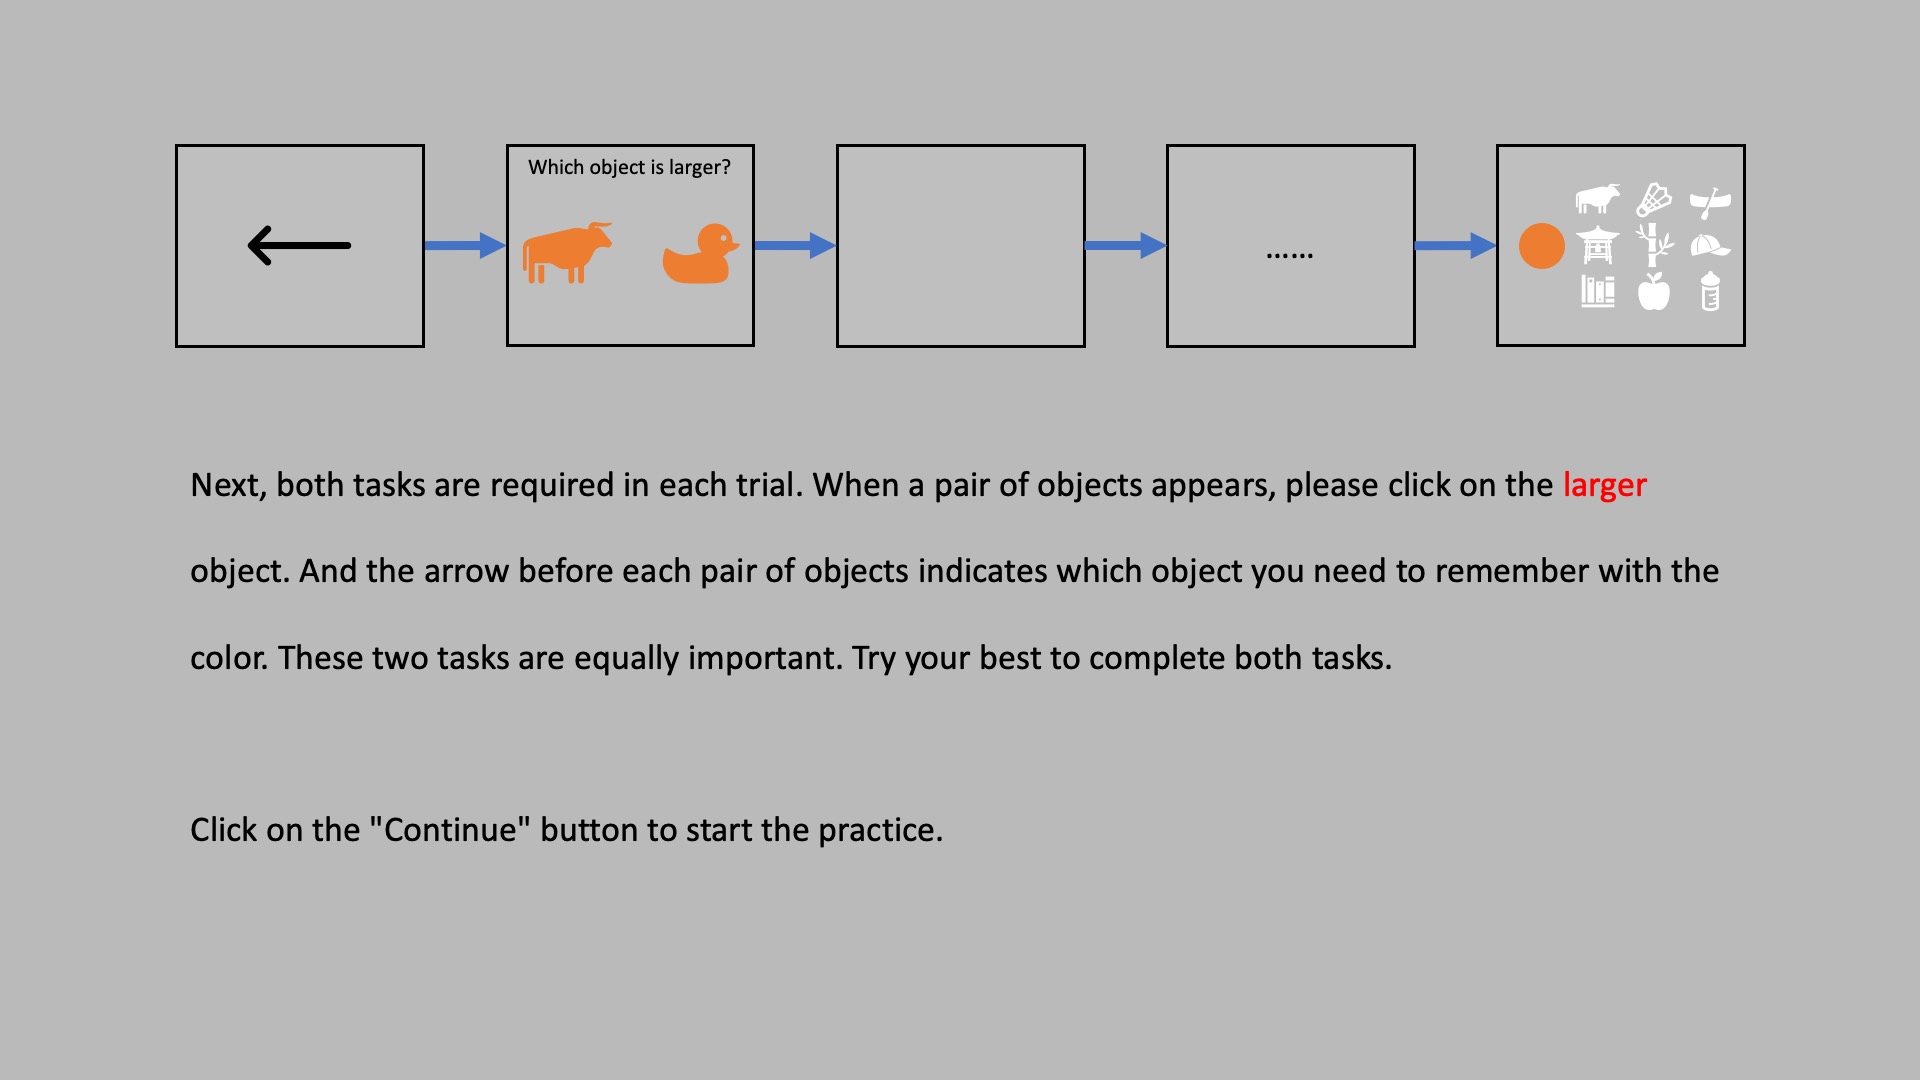 Which object is larger?
......
Next, both tasks are required in each trial. When a pair of objects appears, please click on the larger
object. And the arrow before each pair of objects indicates which object you need to remember with the
color. These two tasks are equally important. Try your best to complete both tasks.
Click on the "Continue" button to start the practice.